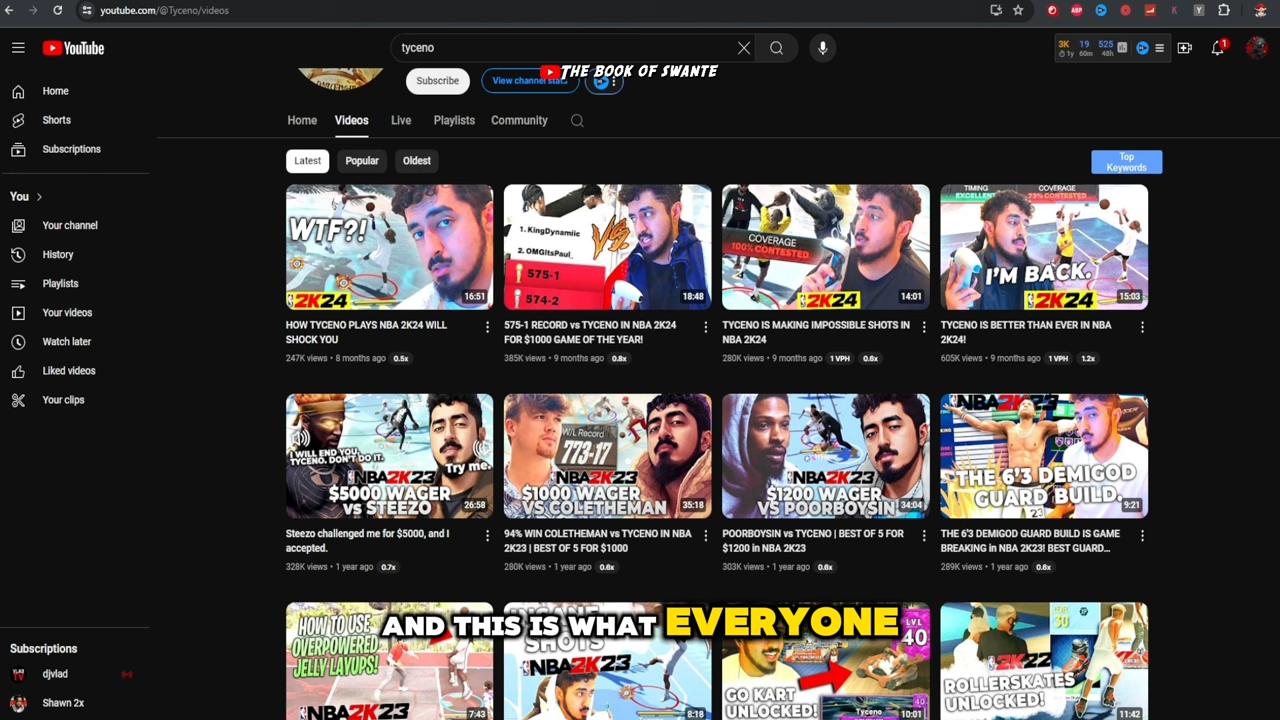 youtube.com/@Tyceno/videos
YouTube
tyceno
3K 19 525
1y 60m 48h
1
THE BOOK OF SWANTE
Subscribe
Home
Shorts
Subscriptions
You
Your channel
History
Playlists
Your videos
Watch later
Liked videos
Your clips
Subscriptions
djvlad
Shawn 2x
Home Videos Live Playlists Community
Latest Popular Oldest
Top
Keywords
WTF?!
2K24
16:51
HOW TYCENO PLAYS NBA 2K24 WILL
SHOCK YOU
247K views • 8 months ago 0.5x
1. KingDynamiic
VS
2. OMGItsPaul_
575-1
574-2
18:48
575-1 RECORD vs TYCENO IN NBA 2K24
FOR $1000 GAME OF THE YEAR!
385K views • 9 months ago 0.8x
COVERAGE
100% CONTESTED
2K24
14:01
TYCENO IS MAKING IMPOSSIBLE SHOTS IN
NBA 2K24
280K views • 9 months ago 1 VPH 0.6x
TIMING COVERAGE
I'M BACK.
2K24
15:03
TYCENO IS BETTER THAN EVER IN NBA
2K24!
605K views • 9 months ago 1 VPH 1.2x
I WILL END YOU,
TYCENO. DON'T DO IT.
Try me.
NBA2K23
$5000 WAGER
vs STEEZO
26:58
Steezo challenged me for $5000, and I
accepted.
328K views • 1 year ago 0.7x
W/L Record
773-17
NBA2K23
$1000 WAGER
VS COLETHEMAN
35:18
94% WIN COLETHEMAN vs TYCENO IN NBA
2K23 | BEST OF 5 FOR $1000
280K views • 1 year ago 0.6x
NBA2K23
$1200 WAGER
VS POORBOYSIN
34:04
POORBOYSIN vs TYCENO | BEST OF 5 FOR
$1200 in NBA 2K23
303K views • 1 year ago 0.6x
THE 6'3 DEMIGOD
GUARD BUILD.
23
9:21
THE 6'3 DEMIGOD GUARD BUILD IS GAME
BREAKING in NBA 2K23! BEST GUARD...
289K views • 1 year ago 0.6x
AND THIS IS WHAT EVERYONE
HOW TO USE
OVERPOWERED
JELLY LAYUPS!
NBA2K23
7:43
SHOTS
NBA2K23
8:18
LVL
40
GO KART
UNLOCKED!
Tyceno
10:01
NBA2K22
ROLLERSKATES
UNLOCKED!
11:42